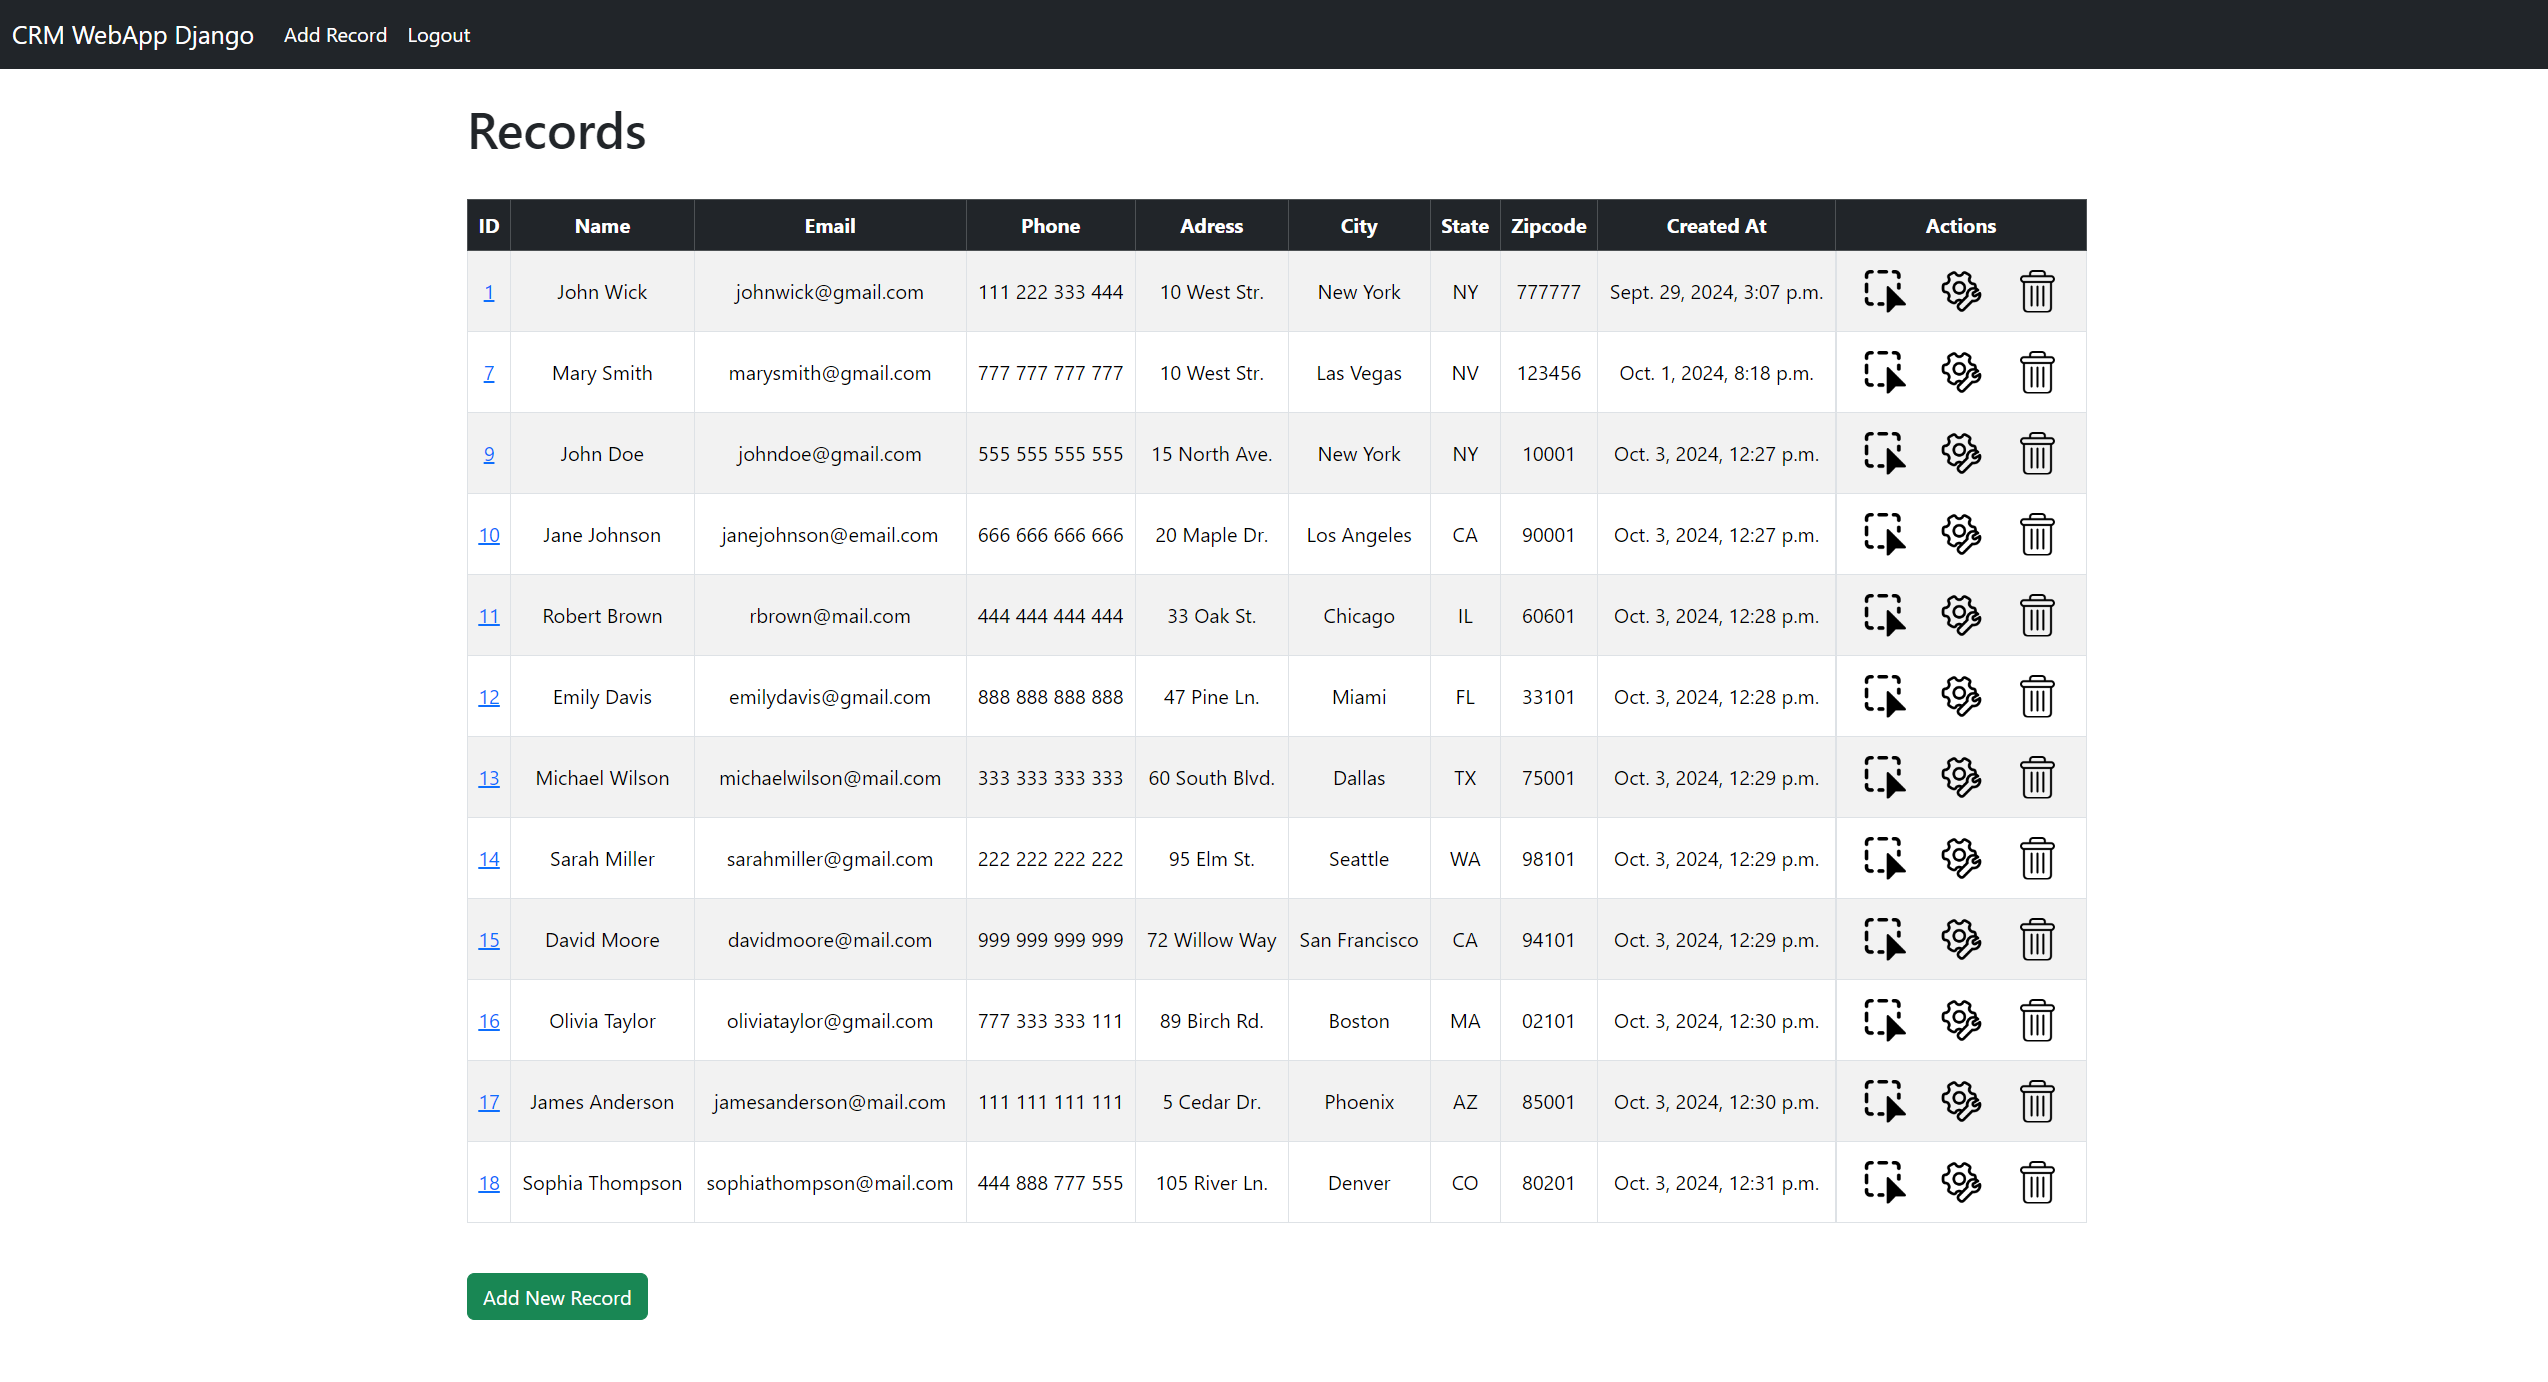 CRM WebApp Django Add Record Logout
Records
ID Name Email Phone Adress City State Zipcode Created At Actions
1 John Wick johnwick@gmail.com 111 222 333 444 10 West Str. New York NY 777777 Sept. 29, 2024, 3:07 p.m.
7 Mary Smith marysmith@gmail.com 777 777 777 777 10 West Str. Las Vegas NV 123456 Oct. 1, 2024, 8:18 p.m.
9 John Doe johndoe@gmail.com 555 555 555 555 15 North Ave. New York NY 10001 Oct. 3, 2024, 12:27 p.m.
10 Jane Johnson janejohnson@email.com 666 666 666 666 20 Maple Dr. Los Angeles CA 90001 Oct. 3, 2024, 12:27 p.m.
11 Robert Brown rbrown@mail.com 444 444 444 444 33 Oak St. Chicago IL 60601 Oct. 3, 2024, 12:28 p.m.
12 Emily Davis emilydavis@gmail.com 888 888 888 888 47 Pine Ln. Miami FL 33101 Oct. 3, 2024, 12:28 p.m.
13 Michael Wilson michaelwilson@mail.com 333 333 333 333 60 South Blvd. Dallas TX 75001 Oct. 3, 2024, 12:29 p.m.
14 Sarah Miller sarahmiller@gmail.com 222 222 222 222 95 Elm St. Seattle WA 98101 Oct. 3, 2024, 12:29 p.m.
15 David Moore davidmoore@mail.com 999 999 999 999 72 Willow Way San Francisco CA 94101 Oct. 3, 2024, 12:29 p.m.
16 Olivia Taylor oliviataylor@gmail.com 777 333 333 111 89 Birch Rd. Boston MA 02101 Oct. 3, 2024, 12:30 p.m.
17 James Anderson jamesanderson@mail.com 111 111 111 111 5 Cedar Dr. Phoenix AZ 85001 Oct. 3, 2024, 12:30 p.m.
18 Sophia Thompson sophiathompson@mail.com 444 888 777 555 105 River Ln. Denver CO 80201 Oct. 3, 2024, 12:31 p.m.
Add New Record